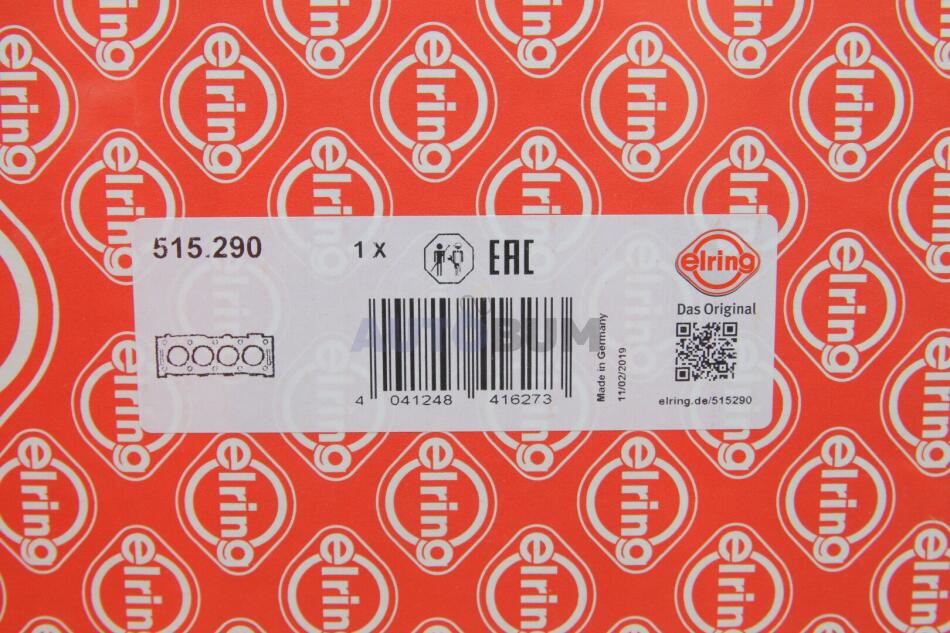 515.290
1 X
EAC
elring
Das Original
AUTOBUM
4 041248 416273
Made in Germany
11/02/2019
elring.de/515290